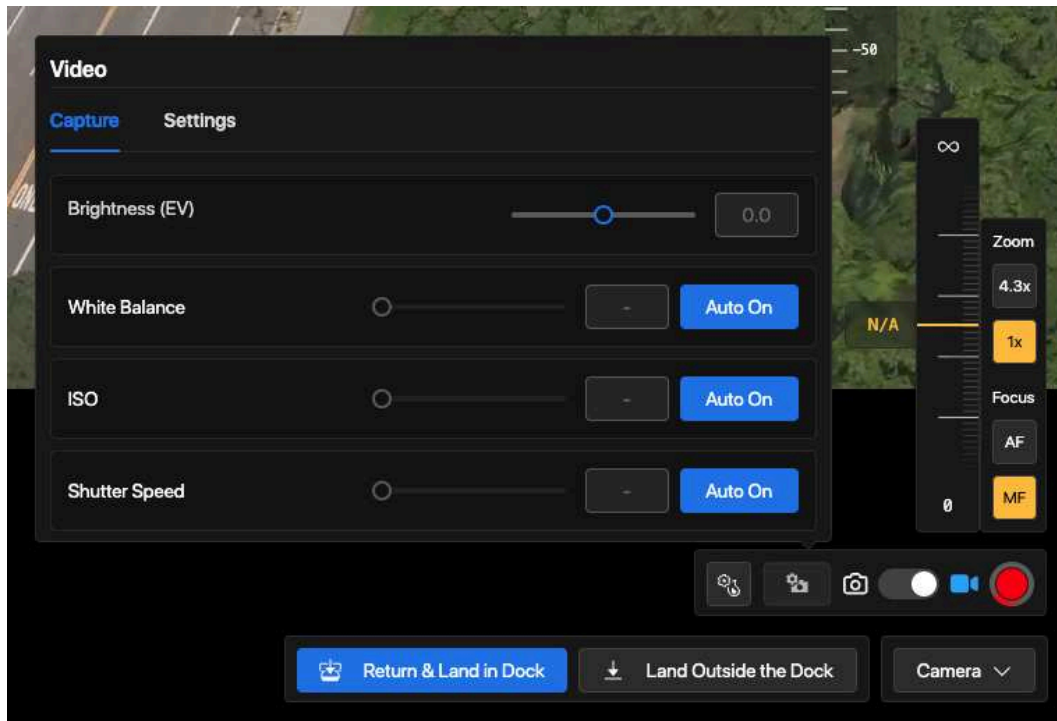 -50
Video
Capture
Settings
Brightness (EV)
0.0
White Balance
-
Auto On
ISO
-
Auto On
Shutter Speed
-
Auto On
∞
N/A
0
Zoom
4.3x
1x
Focus
AF
MF
Return & Land in Dock
Land Outside the Dock
Camera